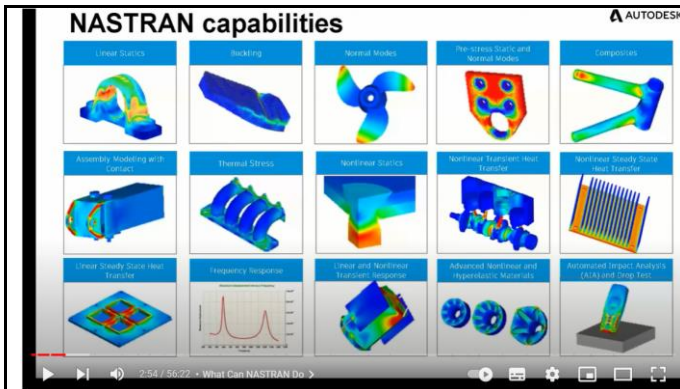 NASTRAN capabilities
AUTODESK
Linear Statics
Buckling
Normal Modes
Pre-stress Static and
Normal Modes
Composites
Assembly Modeling with
Contact
Thermal Stress
Nonlinear Statics
Nonlinear Transient Heat
Transfer
Nonlinear Steady State
Heat Transfer
Linear Steady State Heat
Transfer
Frequency Response
Linear and Nonlinear
Transient Response
Advanced Nonlinear and
Hyperelastic Materials
Automated Impact Analysis
(AIA) and Drop Test
2:54 / 56:22 • What Can NASTRAN Do >